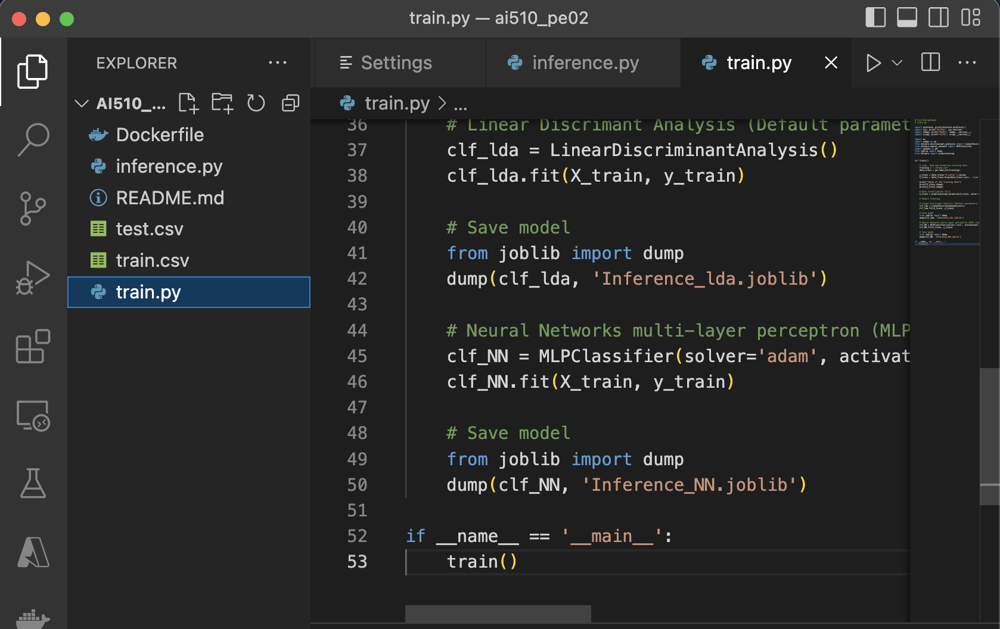 train.py — ai510_pe02
EXPLORER
AI510_...
Dockerfile
inference.py
README.md
test.csv
train.csv
train.py
Settings
inference.py
train.py
train.py > ...
36 # Linear Discrimant Analysis (Default paramet
37 clf_lda = LinearDiscriminantAnalysis()
38 clf_lda.fit(X_train, y_train)
39
40 # Save model
41 from joblib import dump
42 dump(clf_lda, 'Inference_lda.joblib')
43
44 # Neural Networks multi-layer perceptron (MLP
45 clf_NN = MLPClassifier(solver='adam', activat
46 clf_NN.fit(X_train, y_train)
47
48 # Save model
49 from joblib import dump
50 dump(clf_NN, 'Inference_NN.joblib')
51
52 if __name__ == '__main__':
53 train()